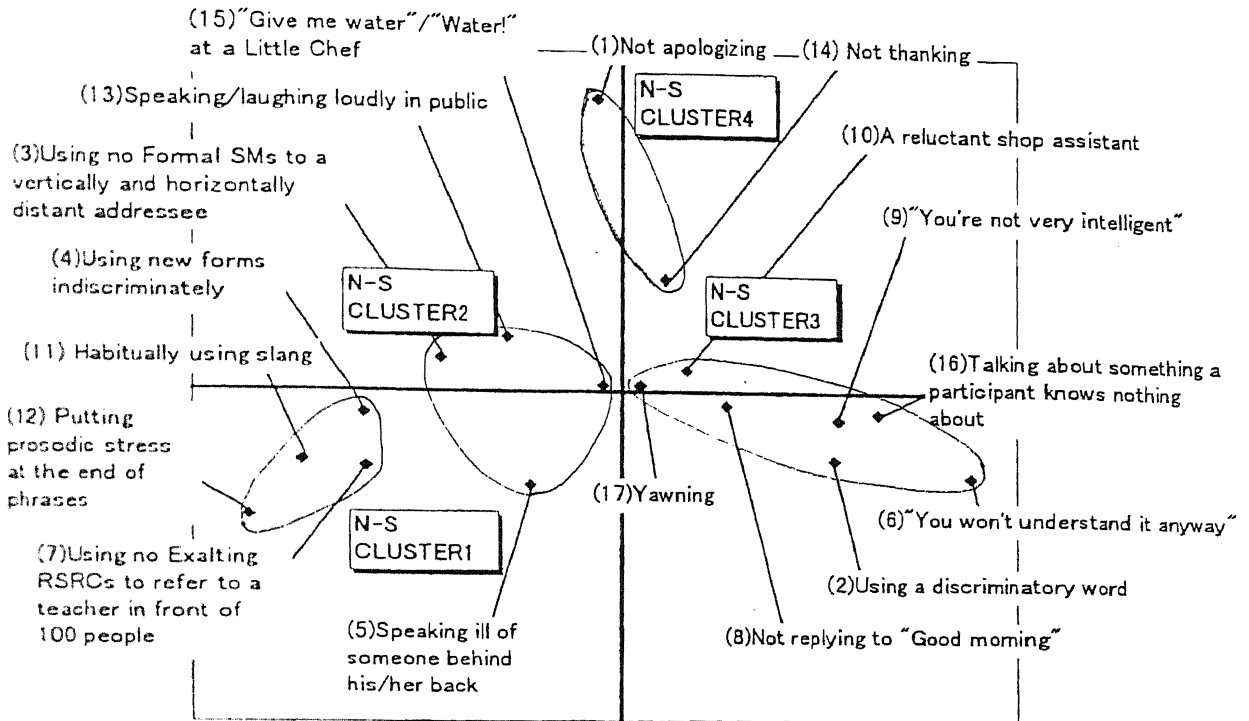 (15)"Give me water"/"Water!"
at a Little Chef
(1)Not apologizing
(14) Not thanking
N-S
CLUSTER4
(13)Speaking/laughing loudly in public
(10)A reluctant shop assistant
(3)Using no Formal SMs to a
vertically and horizontally
distant addressee
(9)"You're not very intelligent"
(4)Using new forms
indiscriminately
N-S
CLUSTER2
N-S
CLUSTER3
(11) Habitually using slang
(16)Talking about something a
participant knows nothing
about
(12) Putting
prosodic stress
at the end of
phrases
(17)Yawning
N-S
CLUSTER1
(6)"You won't understand it anyway"
(7)Using no Exalting
RSRCs to refer to a
teacher in front of
100 people
(2)Using a discriminatory word
(5)Speaking ill of
someone behind
his/her back
(8)Not replying to "Good morning"